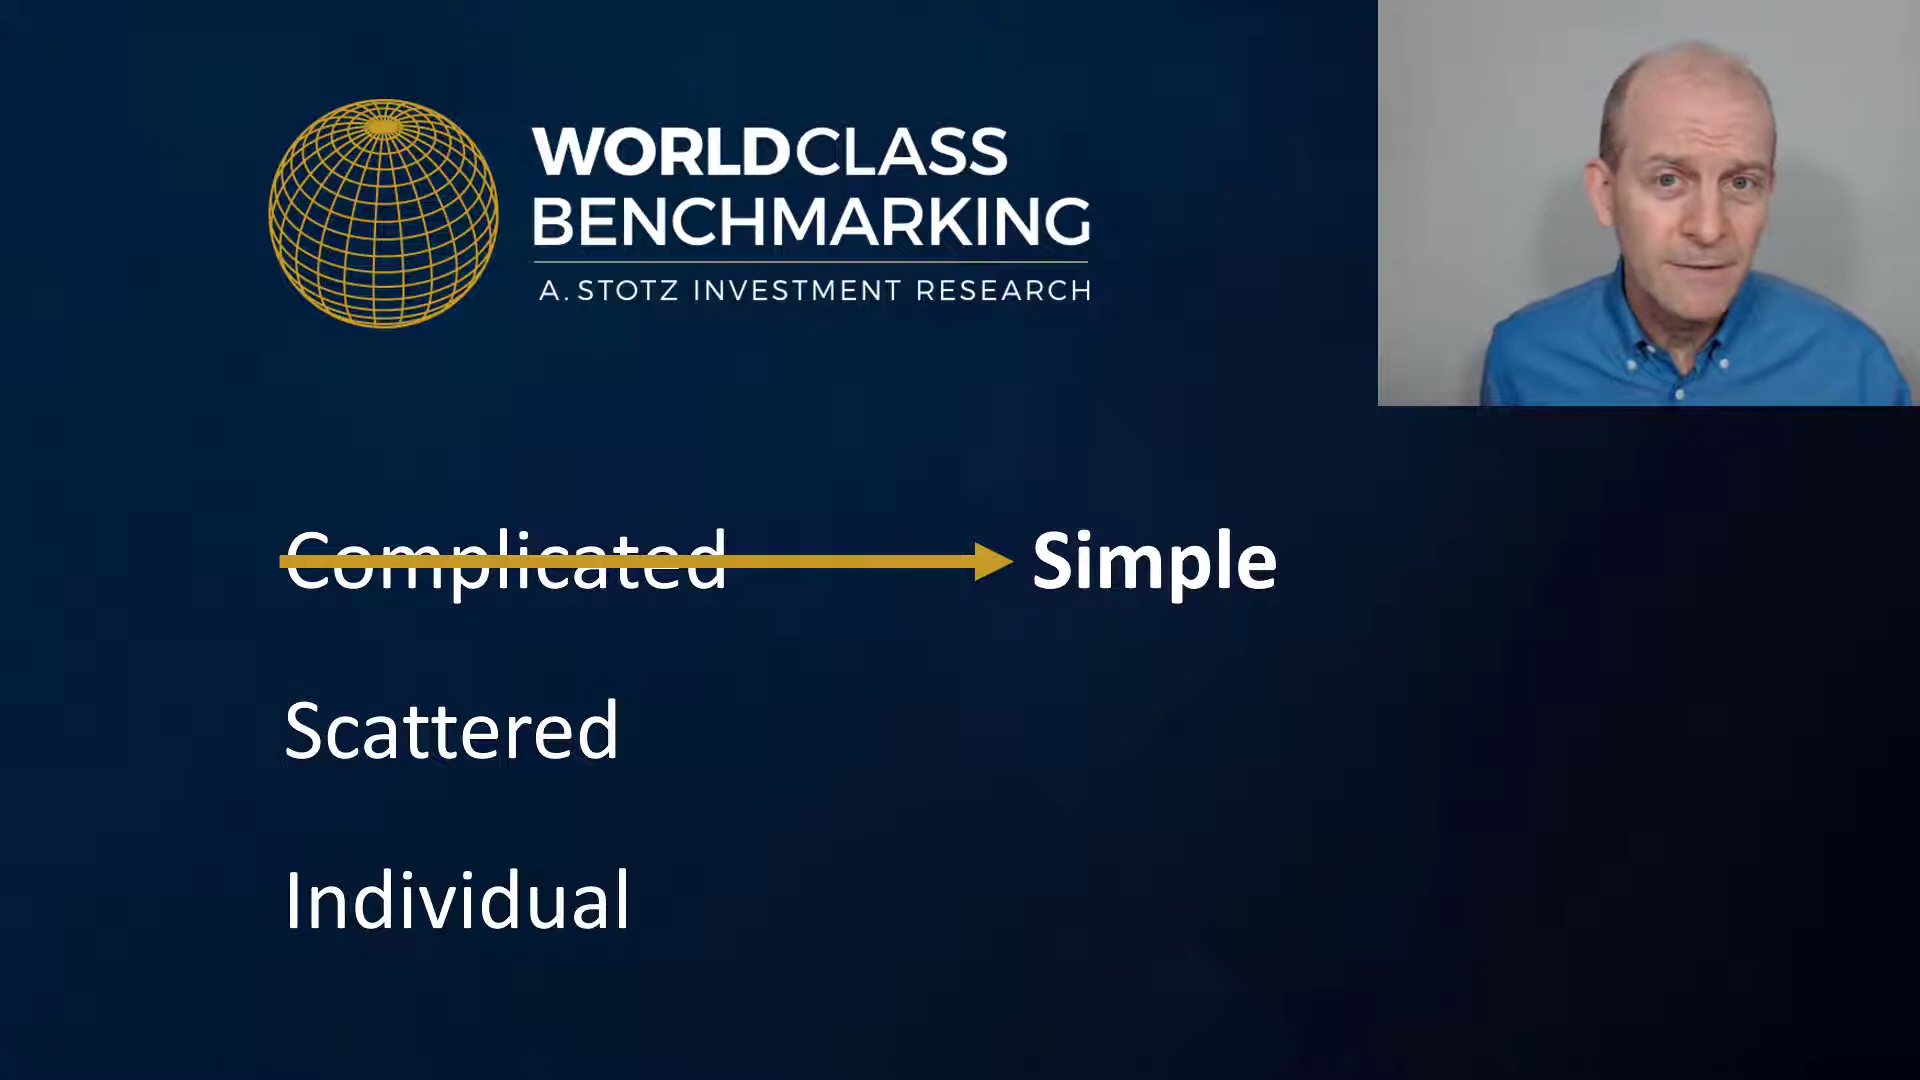 WORLDCLASS
BENCHMARKING
A. STOTZ INVESTMENT RESEARCH
Complicated Simple
Scattered
Individual